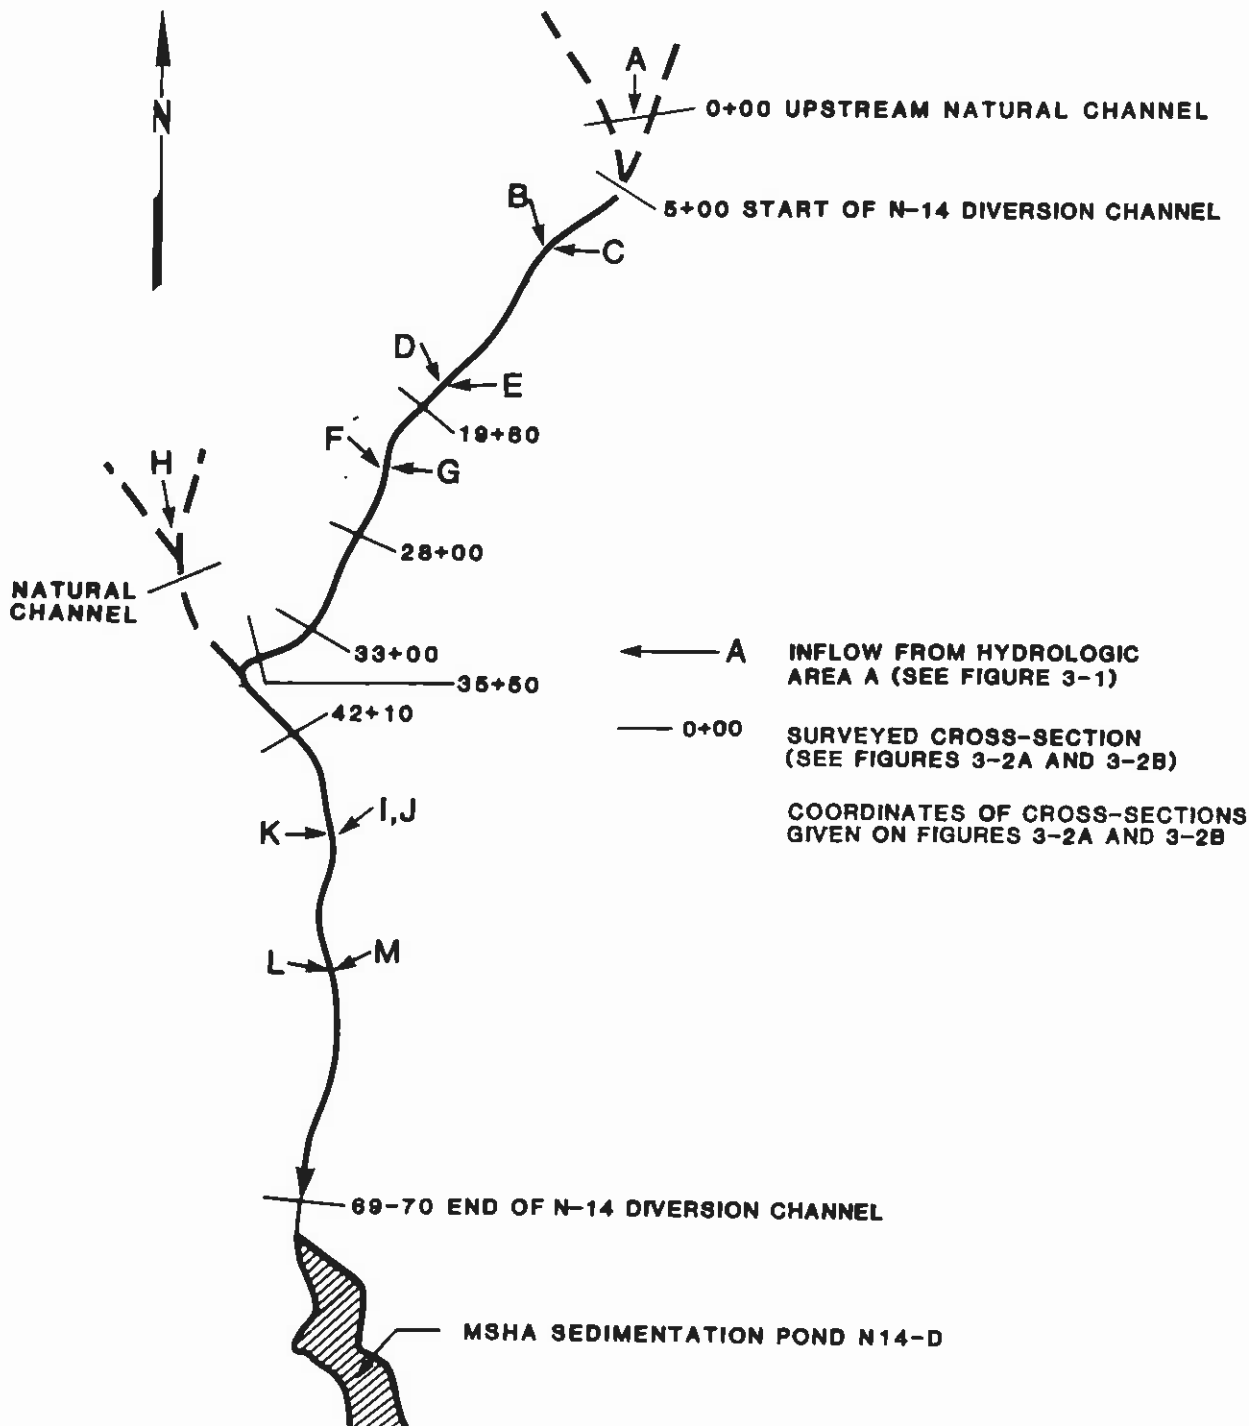 N
A
0+00 UPSTREAM NATURAL CHANNEL
5+00 START OF N-14 DIVERSION CHANNEL
B
C
D
E
19+80
F
G
H
28+00
NATURAL
CHANNEL
33+00
35+50
42+10
A INFLOW FROM HYDROLOGIC
AREA A (SEE FIGURE 3-1)
0+00 SURVEYED CROSS-SECTION
(SEE FIGURES 3-2A AND 3-2B)
COORDINATES OF CROSS-SECTIONS
GIVEN ON FIGURES 3-2A AND 3-2B
I,J
K
L
M
69-70 END OF N-14 DIVERSION CHANNEL
MSHA SEDIMENTATION POND N14-D